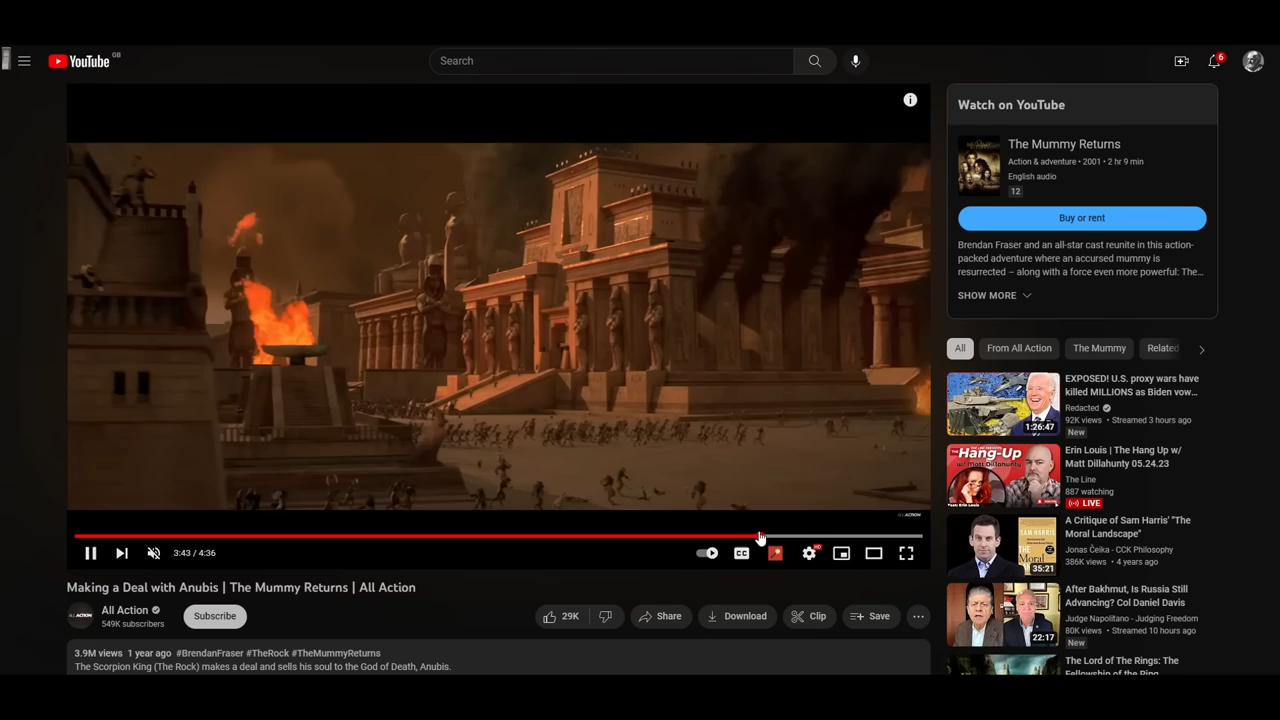 YouTube GB
Search
6
Watch on YouTube
The Mummy Returns
Action & adventure • 2001 • 2 hr 9 min
English audio
12
Buy or rent
Brendan Fraser and an all-star cast reunite in this action-
packed adventure where an accursed mummy is
resurrected – along with a force even more powerful: The...
SHOW MORE
All
From All Action
The Mummy
Related
EXPOSED! U.S. proxy wars have
killed MILLIONS as Biden vow...
Redacted
92K views • Streamed 3 hours ago
New
1:26:47
Erin Louis | The Hang Up w/
Matt Dillahunty 05.24.23
The Line
887 watching
LIVE
Hang-Up
w/ Matt Dillahunty
A Critique of Sam Harris' "The
Moral Landscape"
Jonas Čeika - CCK Philosophy
386K views • 4 years ago
35:21
After Bakhmut, Is Russia Still
Advancing? Col Daniel Davis
Judge Napolitano - Judging Freedom
80K views • Streamed 10 hours ago
New
22:17
The Lord of The Rings: The
Fellowship of the Ring
ALL ACTION
3:43 / 4:36
CC
HD
Making a Deal with Anubis | The Mummy Returns | All Action
All Action
549K subscribers
Subscribe
29K
Share
Download
Clip
Save
3.9M views 1 year ago #BrendanFraser #TheRock #TheMummyReturns
The Scorpion King (The Rock) makes a deal and sells his soul to the God of Death, Anubis.